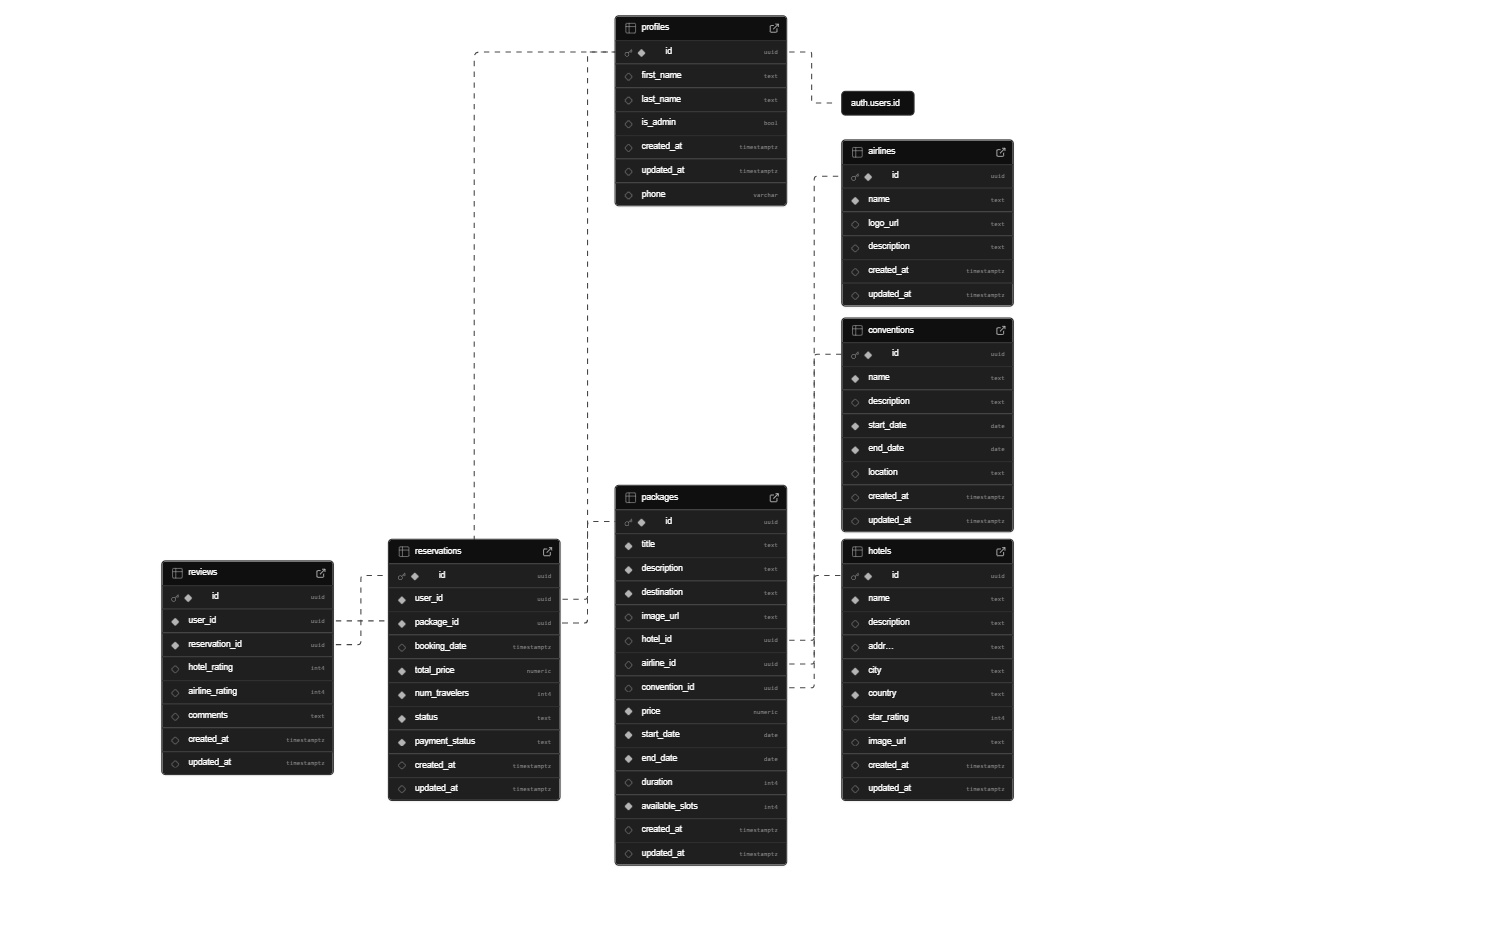 profiles
id uuid
first_name text
last_name text
is_admin bool
created_at timestamptz
updated_at timestamptz
phone varchar
auth.users.id
airlines
id uuid
name text
logo_url text
description text
created_at timestamptz
updated_at timestamptz
conventions
id uuid
name text
description text
start_date date
end_date date
location text
created_at timestamptz
updated_at timestamptz
packages
id uuid
title text
description text
destination text
image_url text
hotel_id uuid
airline_id uuid
convention_id uuid
price numeric
start_date date
end_date date
duration int4
available_slots int4
created_at timestamptz
updated_at timestamptz
reservations
id uuid
user_id uuid
package_id uuid
booking_date timestamptz
total_price numeric
num_travelers int4
status text
payment_status text
created_at timestamptz
updated_at timestamptz
hotels
id uuid
name text
description text
addr... text
city text
country text
star_rating int4
image_url text
created_at timestamptz
updated_at timestamptz
reviews
id uuid
user_id uuid
reservation_id uuid
hotel_rating int4
airline_rating int4
comments text
created_at timestamptz
updated_at timestamptz